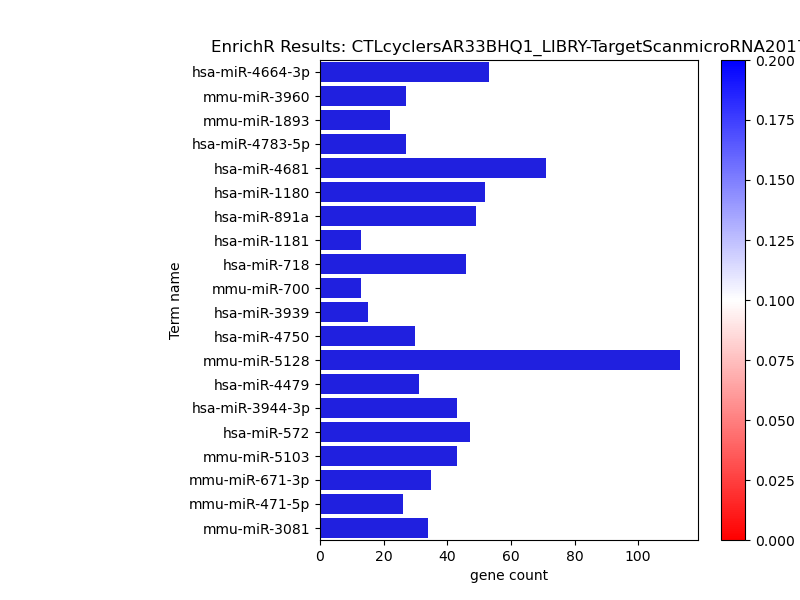 EnrichR Results: CTLcyclersAR33BHQ1_LIBRY-TargetScanmicroRNA2017
hsa-miR-4664-3p
mmu-miR-3960
mmu-miR-1893
hsa-miR-4783-5p
hsa-miR-4681
hsa-miR-1180
hsa-miR-891a
hsa-miR-1181
hsa-miR-718
mmu-miR-700
hsa-miR-3939
hsa-miR-4750
mmu-miR-5128
hsa-miR-4479
hsa-miR-3944-3p
hsa-miR-572
mmu-miR-5103
mmu-miR-671-3p
mmu-miR-471-5p
mmu-miR-3081
Term name
0 20 40 60 80 100
gene count
0.200
0.175
0.150
0.125
0.100
0.075
0.050
0.025
0.000